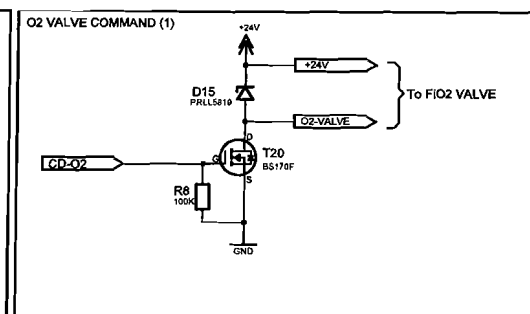 O2 VALVE COMMAND (1)
+24V
+24V
D15
PRLL5819
To FiO2 VALVE
O2-VALVE
D
T20
BS170F
G
CD-O2
S
R8
100K
GND